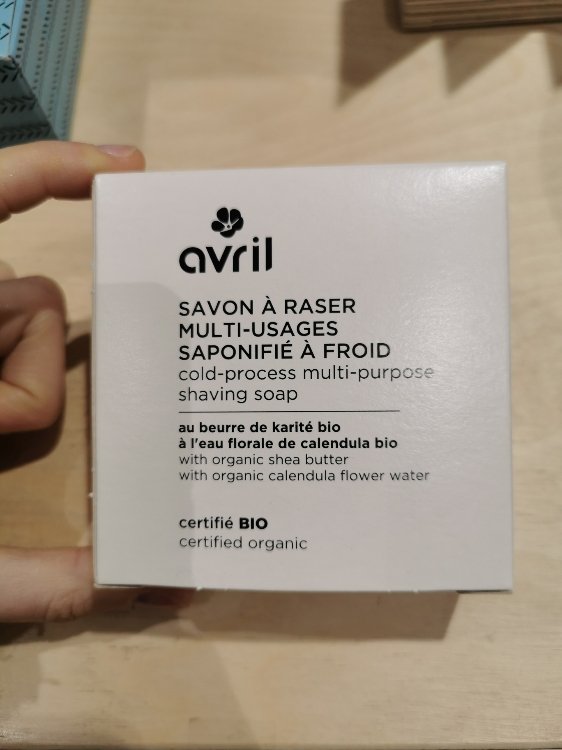 avril
SAVON À RASER
MULTI-USAGES
SAPONIFIÉ À FROID
cold-process multi-purpose
shaving soap
au beurre de karité bio
à l'eau florale de calendula bio
with organic shea butter
with organic calendula flower water
certifié BIO
certified organic